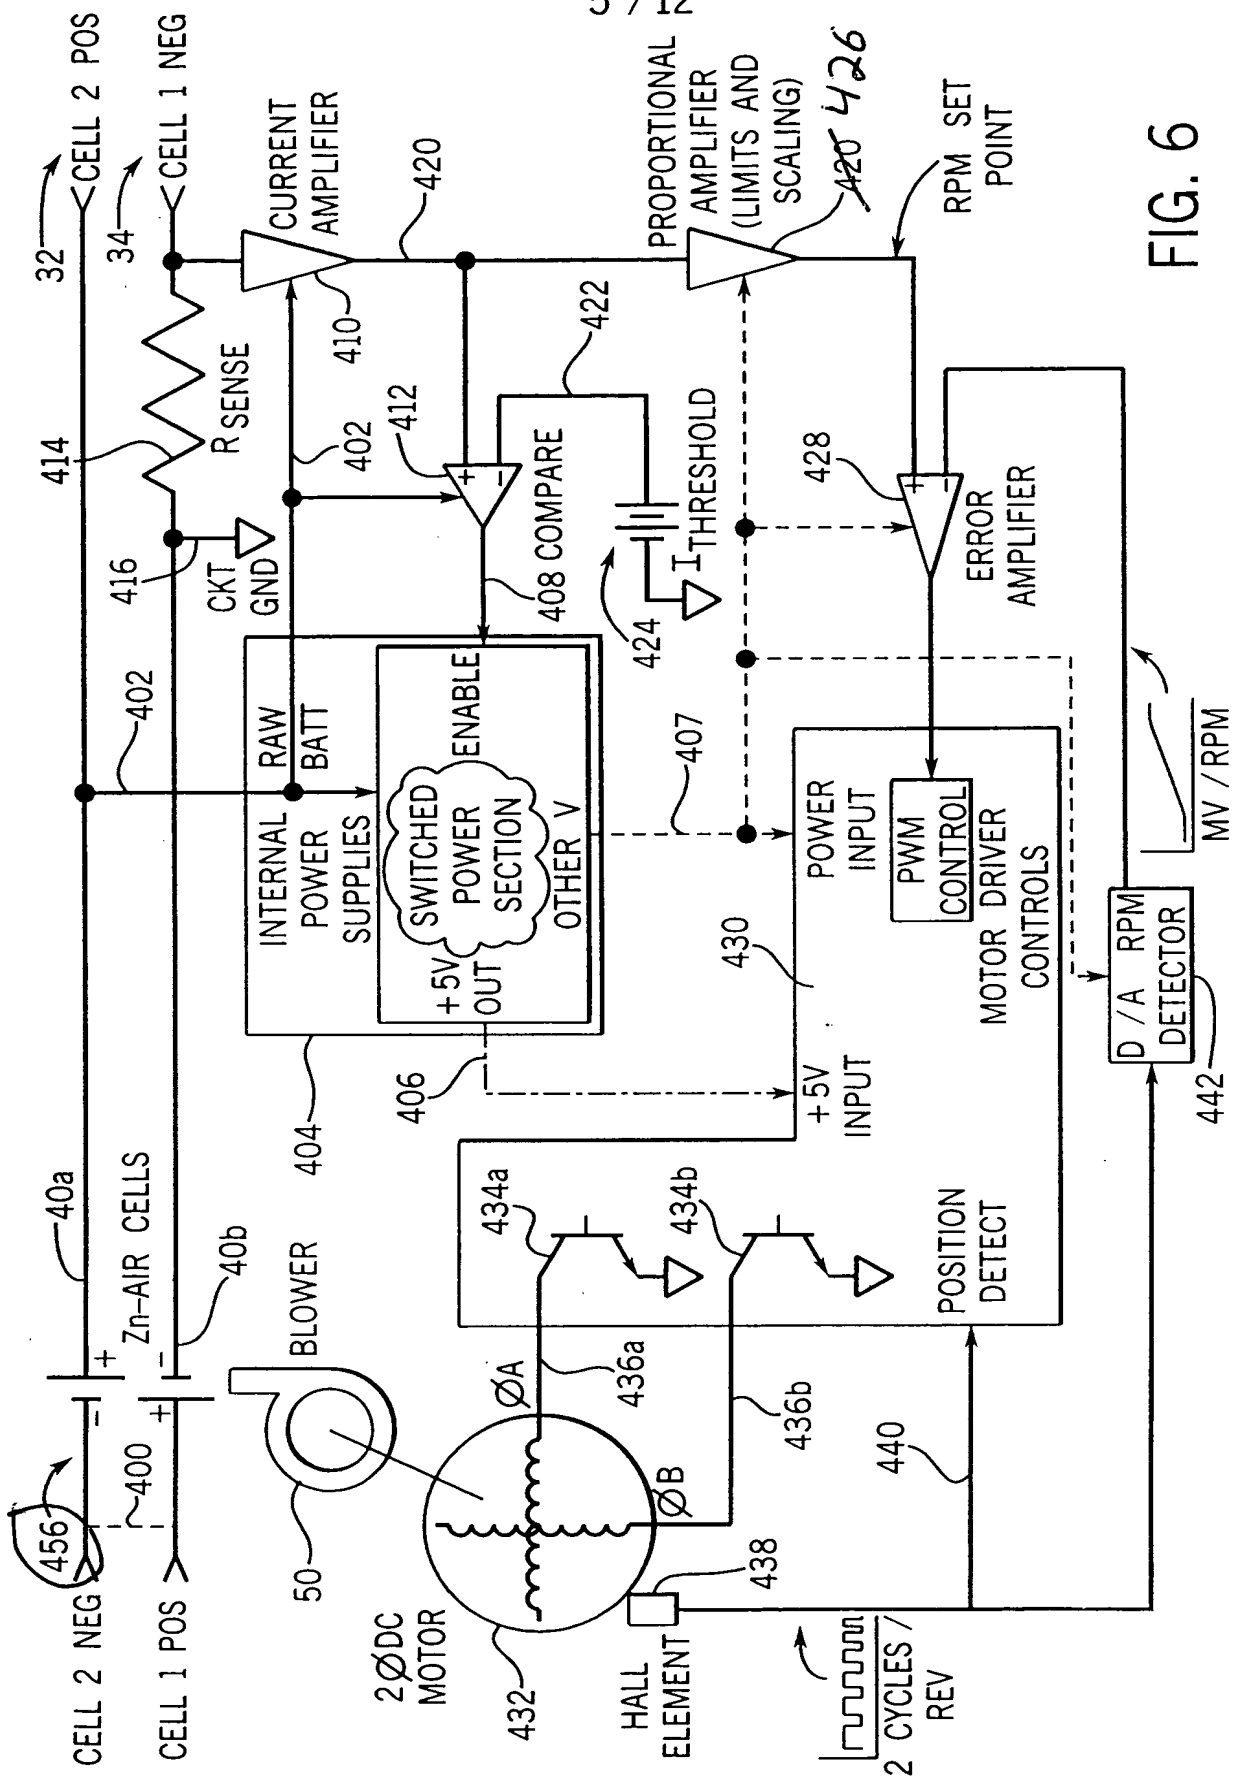 5 / 12
CELL 2 NEG
CELL 1 POS
456
400
Zn-AIR CELLS
40a
40b
- +
+ -
402
416
CKT
GND
414
R SENSE
32
CELL 2 POS
34
CELL 1 NEG
BLOWER
50
404
INTERNAL
POWER
SUPPLIES
RAW
BATT
SWITCHED
POWER
SECTION
ENABLE
+5V
OUT
OTHER V
402
410
CURRENT
AMPLIFIER
412
+
-
408
COMPARE
420
422
424
I THRESHOLD
406
407
2ØDC
MOTOR
432
ØA
ØB
436a
436b
434a
434b
HALL
ELEMENT
438
440
POSITION
DETECT
+5V
INPUT
430
POWER
INPUT
PWM
CONTROL
MOTOR DRIVER
CONTROLS
428
+
-
ERROR
AMPLIFIER
PROPORTIONAL
AMPLIFIER
(LIMITS AND
SCALING)
420 426
RPM SET
POINT
2 CYCLES /
REV
D / A RPM
DETECTOR
442
MV / RPM
FIG. 6